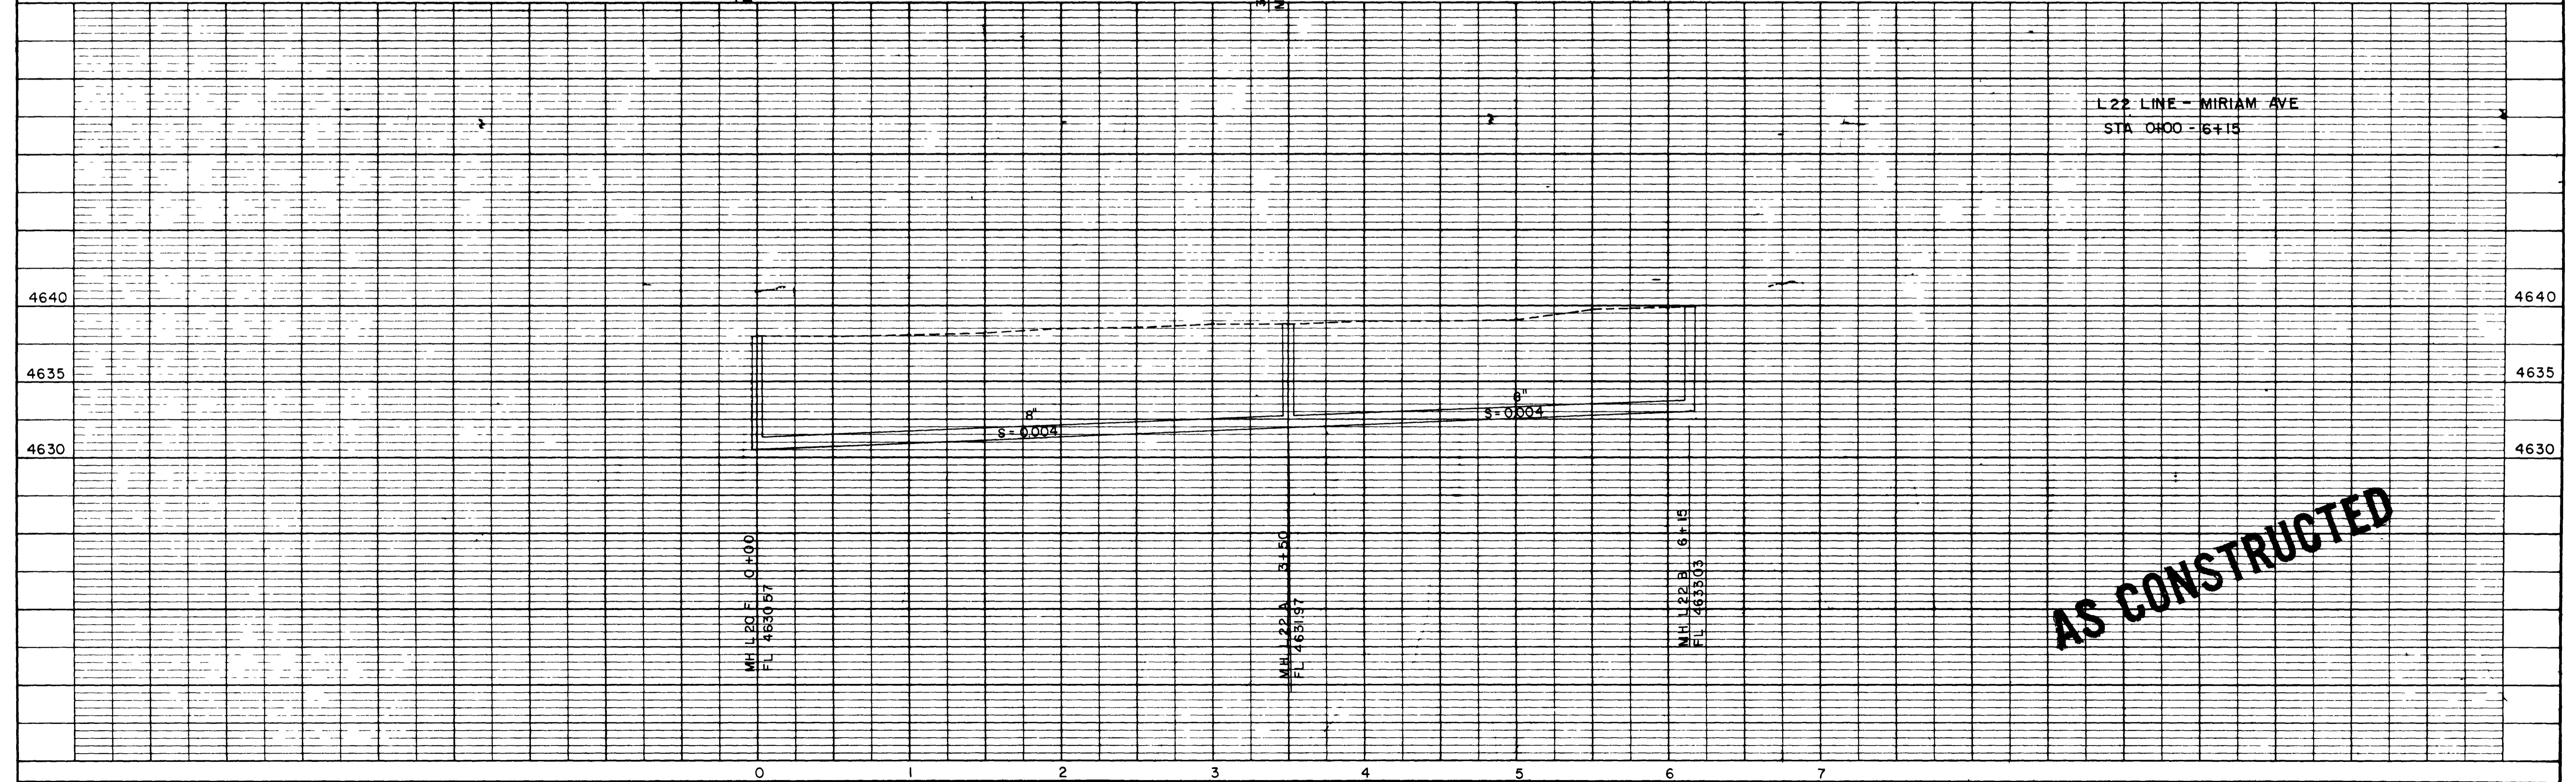 L22 LINE - MIRIAM AVE
STA 0+00 - 6+15
4640
4640
4635
4635
4630
4630
8"
S = 0.004
8"
S = 0.004
MH L20 F 0+00
FL 4630.57
MH L22 A 3+50
FL 4631.97
MH L22 B 6+15
FL 4633.03
AS CONSTRUCTED
0 1 2 3 4 5 6 7